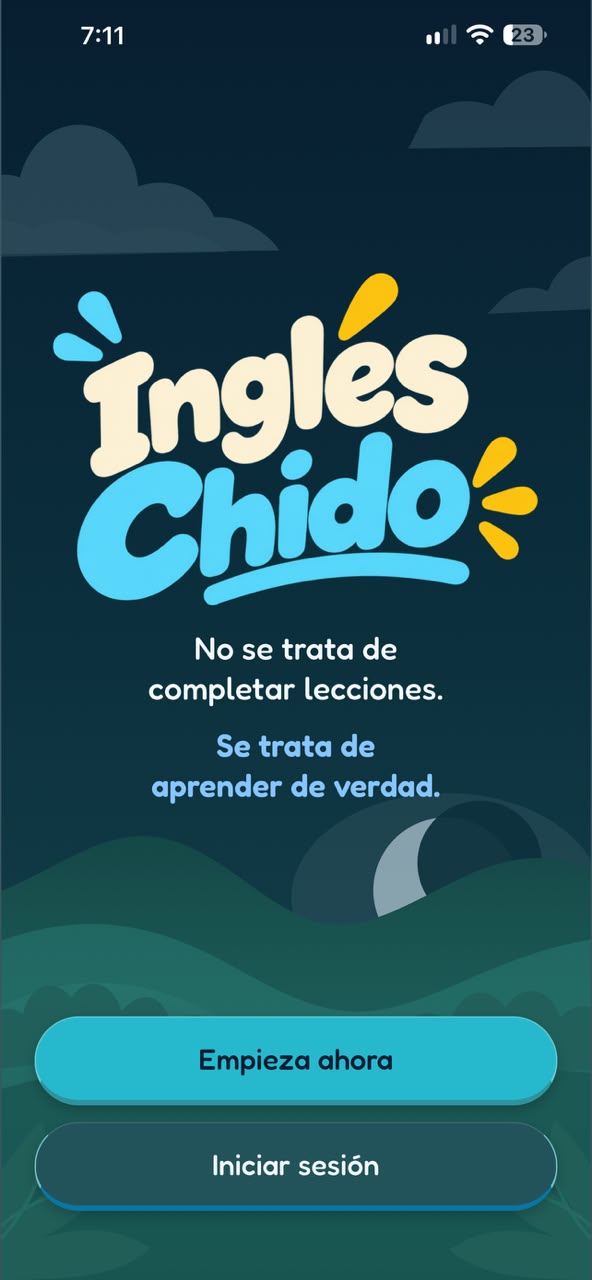 7:11
23
Inglés
Chido
No se trata de
completar lecciones.
Se trata de
aprender de verdad.
Empieza ahora
Iniciar sesión